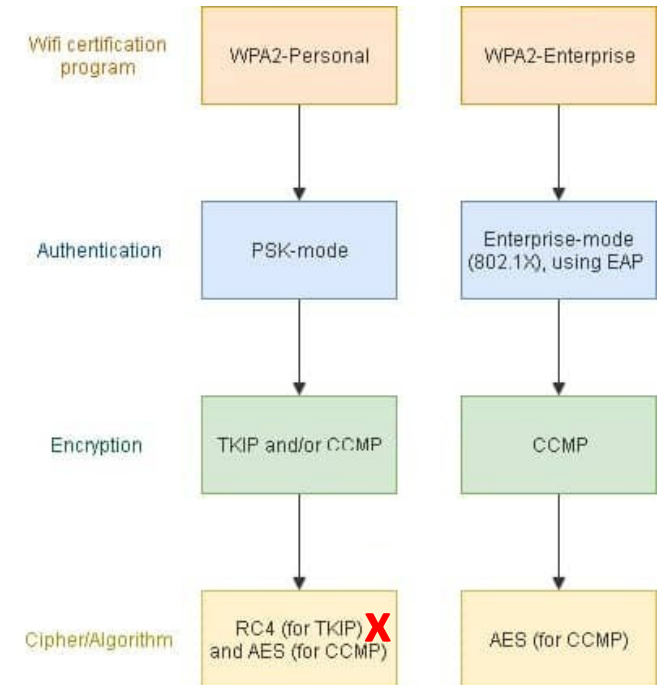 Wifi certification
program
WPA2-Personal
WPA2-Enterprise
Authentication
PSK-mode
Enterprise-mode
(802.1X), using EAP
Encryption
TKIP and/or CCMP
CCMP
Cipher/Algorithm
RC4 (for TKIP) X
and AES (for CCMP)
AES (for CCMP)